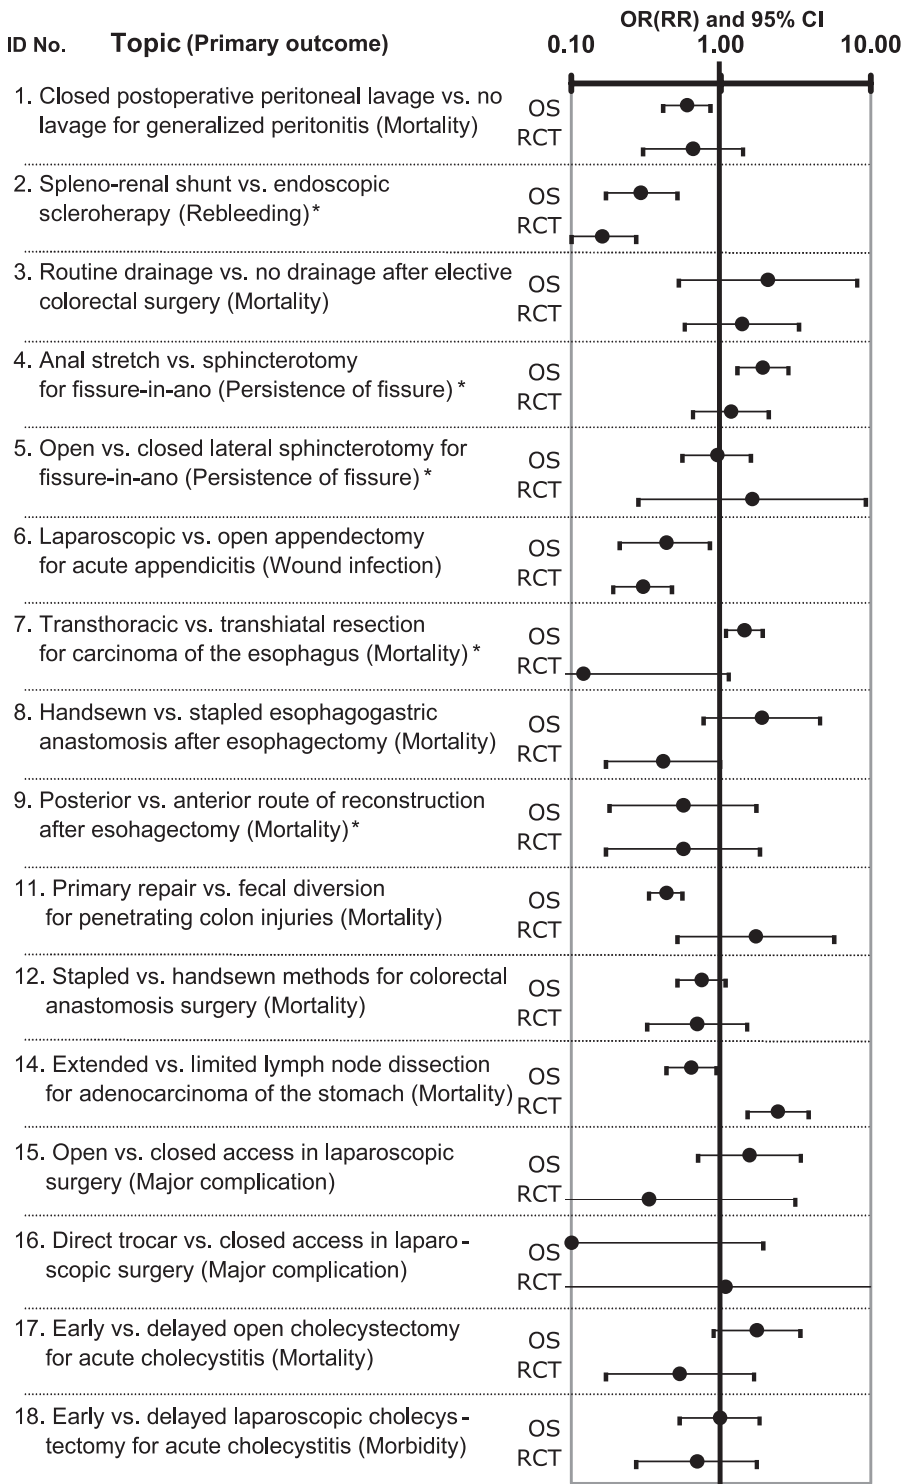 OR(RR) and 95% CI
ID No. Topic (Primary outcome) 0.10 1.00 10.00
1. Closed postoperative peritoneal lavage vs. no
lavage for generalized peritonitis (Mortality)
OS
RCT
2. Spleno-renal shunt vs. endoscopic
scleroherapy (Rebleeding)*
OS
RCT
3. Routine drainage vs. no drainage after elective
colorectal surgery (Mortality)
OS
RCT
4. Anal stretch vs. sphincterotomy
for fissure-in-ano (Persistence of fissure)*
OS
RCT
5. Open vs. closed lateral sphincterotomy for
fissure-in-ano (Persistence of fissure)*
OS
RCT
6. Laparoscopic vs. open appendectomy
for acute appendicitis (Wound infection)
OS
RCT
7. Transthoracic vs. transhiatal resection
for carcinoma of the esophagus (Mortality)*
OS
RCT
8. Handsewn vs. stapled esophagogastric
anastomosis after esophagectomy (Mortality)
OS
RCT
9. Posterior vs. anterior route of reconstruction
after esohagectomy (Mortality)*
OS
RCT
11. Primary repair vs. fecal diversion
for penetrating colon injuries (Mortality)
OS
RCT
12. Stapled vs. handsewn methods for colorectal
anastomosis surgery (Mortality)
OS
RCT
14. Extended vs. limited lymph node dissection
for adenocarcinoma of the stomach (Mortality)
OS
RCT
15. Open vs. closed access in laparoscopic
surgery (Major complication)
OS
RCT
16. Direct trocar vs. closed access in laparo-
scopic surgery (Major complication)
OS
RCT
17. Early vs. delayed open cholecystectomy
for acute cholecystitis (Mortality)
OS
RCT
18. Early vs. delayed laparoscopic cholecys-
tectomy for acute cholecystitis (Morbidity)
OS
RCT